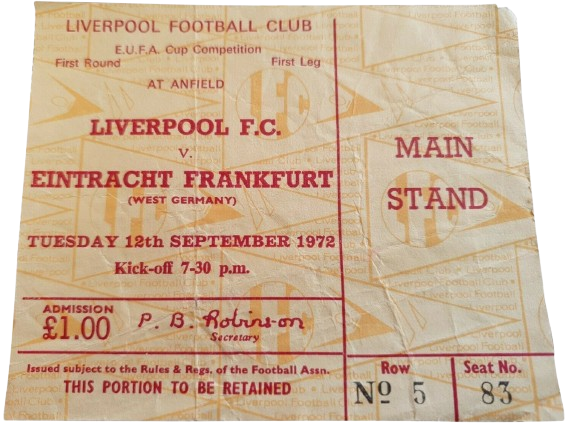 LIVERPOOL FOOTBALL CLUB
E.U.F.A. Cup Competition
First Round First Leg
AT ANFIELD
LIVERPOOL F.C.
v.
EINTRACHT FRANKFURT
(WEST GERMANY)
TUESDAY 12th SEPTEMBER 1972
Kick-off 7-30 p.m.
ADMISSION
£1.00
P. B. Robinson
Secretary
Issued subject to the Rules & Regs. of the Football Assn.
THIS PORTION TO BE RETAINED
MAIN
STAND
Row Seat No.
Nº 5 83